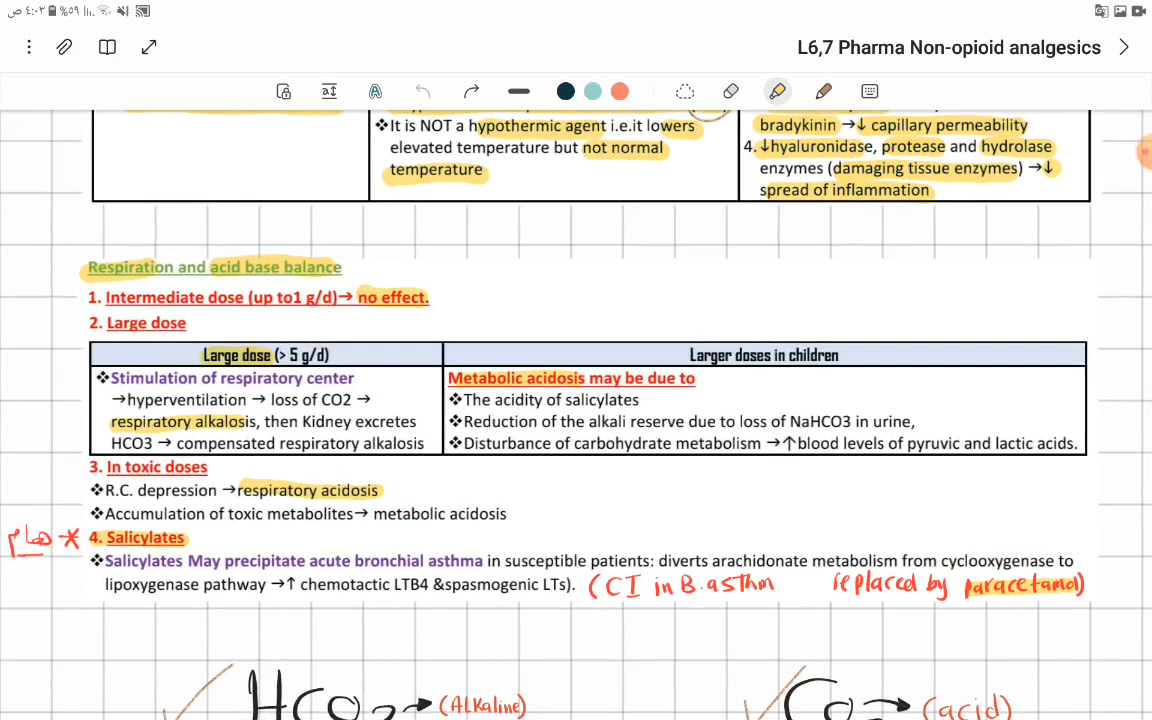 ٤:٠٣ ص ٥٩%
L6,7 Pharma Non-opioid analgesics
❖It is NOT a hypothermic agent i.e.it lowers
elevated temperature but not normal
temperature
bradykinin →↓ capillary permeability
4. ↓hyaluronidase, protease and hydrolase
enzymes (damaging tissue enzymes) →↓
spread of inflammation
Respiration and acid base balance
1. Intermediate dose (up to1 g/d)→ no effect.
2. Large dose
Large dose (> 5 g/d)
❖Stimulation of respiratory center
→hyperventilation → loss of CO2 →
respiratory alkalosis, then Kidney excretes
HCO3 → compensated respiratory alkalosis
Larger doses in children
Metabolic acidosis may be due to
❖The acidity of salicylates
❖Reduction of the alkali reserve due to loss of NaHCO3 in urine,
❖Disturbance of carbohydrate metabolism →↑blood levels of pyruvic and lactic acids.
3. In toxic doses
❖R.C. depression →respiratory acidosis
❖Accumulation of toxic metabolites→ metabolic acidosis
هام * 4. Salicylates
❖Salicylates May precipitate acute bronchial asthma in susceptible patients: diverts arachidonate metabolism from cyclooxygenase to
lipoxygenase pathway →↑ chemotactic LTB4 &spasmogenic LTs). (CI in B.asthm replaced by paracetamol)
HCO3 → (Alkaline)
CO2 → (acid)